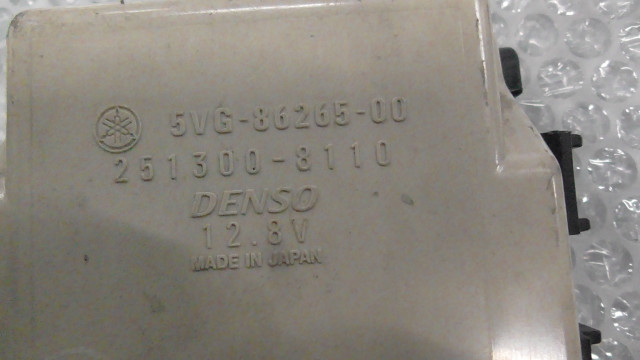 5VG-86265-00
251300-8110
DENSO
12.8V
MADE IN JAPAN